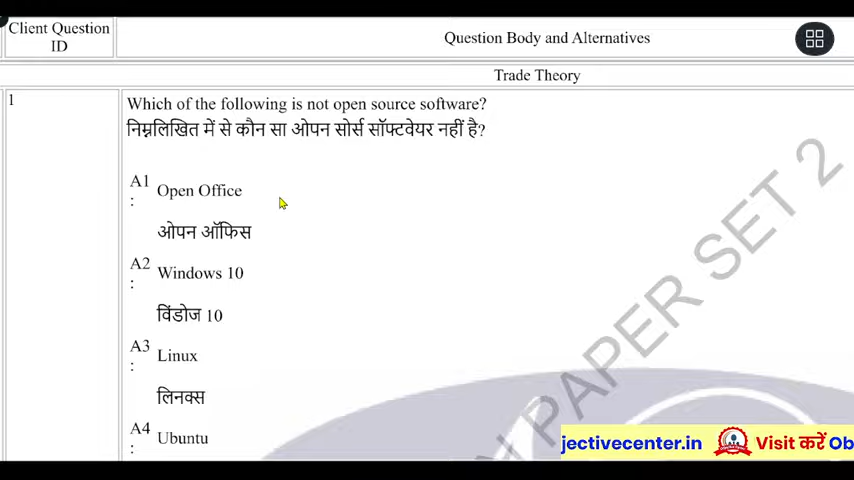 Client Question
ID
Question Body and Alternatives
Trade Theory
1
Which of the following is not open source software?
निम्नलिखित में से कौन सा ओपन सोर्स सॉफ्टवेयर नहीं है?
A1
:
Open Office
ओपन ऑफिस
A2
:
Windows 10
विंडोज 10
A3
:
Linux
लिनक्स
A4
:
Ubuntu
PAPER SET 2
jectivecenter.in Visit करें Ob